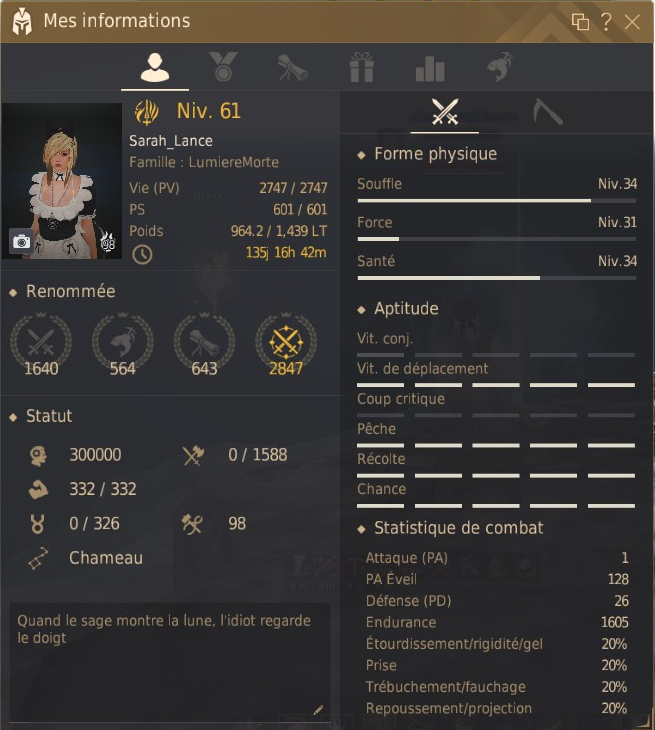 Mes informations
?
Niv. 61
Sarah_Lance
Famille : LumiereMorte
Vie (PV) 2747 / 2747
PS 601 / 601
Poids 964.2 / 1,439 LT
135j 16h 42m
Renommée
1640 564 643 2847
Statut
300000 0 / 1588
332 / 332
0 / 326 98
Chameau
Quand le sage montre la lune, l'idiot regarde
le doigt
Forme physique
Souffle Niv.34
Force Niv.31
Santé Niv.34
Aptitude
Vit. conj.
Vit. de déplacement
Coup critique
Pêche
Récolte
Chance
Statistique de combat
Attaque (PA) 1
PA Éveil 128
Défense (PD) 26
Endurance 1605
Étourdissement/rigidité/gel 20%
Prise 20%
Trébuchement/fauchage 20%
Repoussement/projection 20%